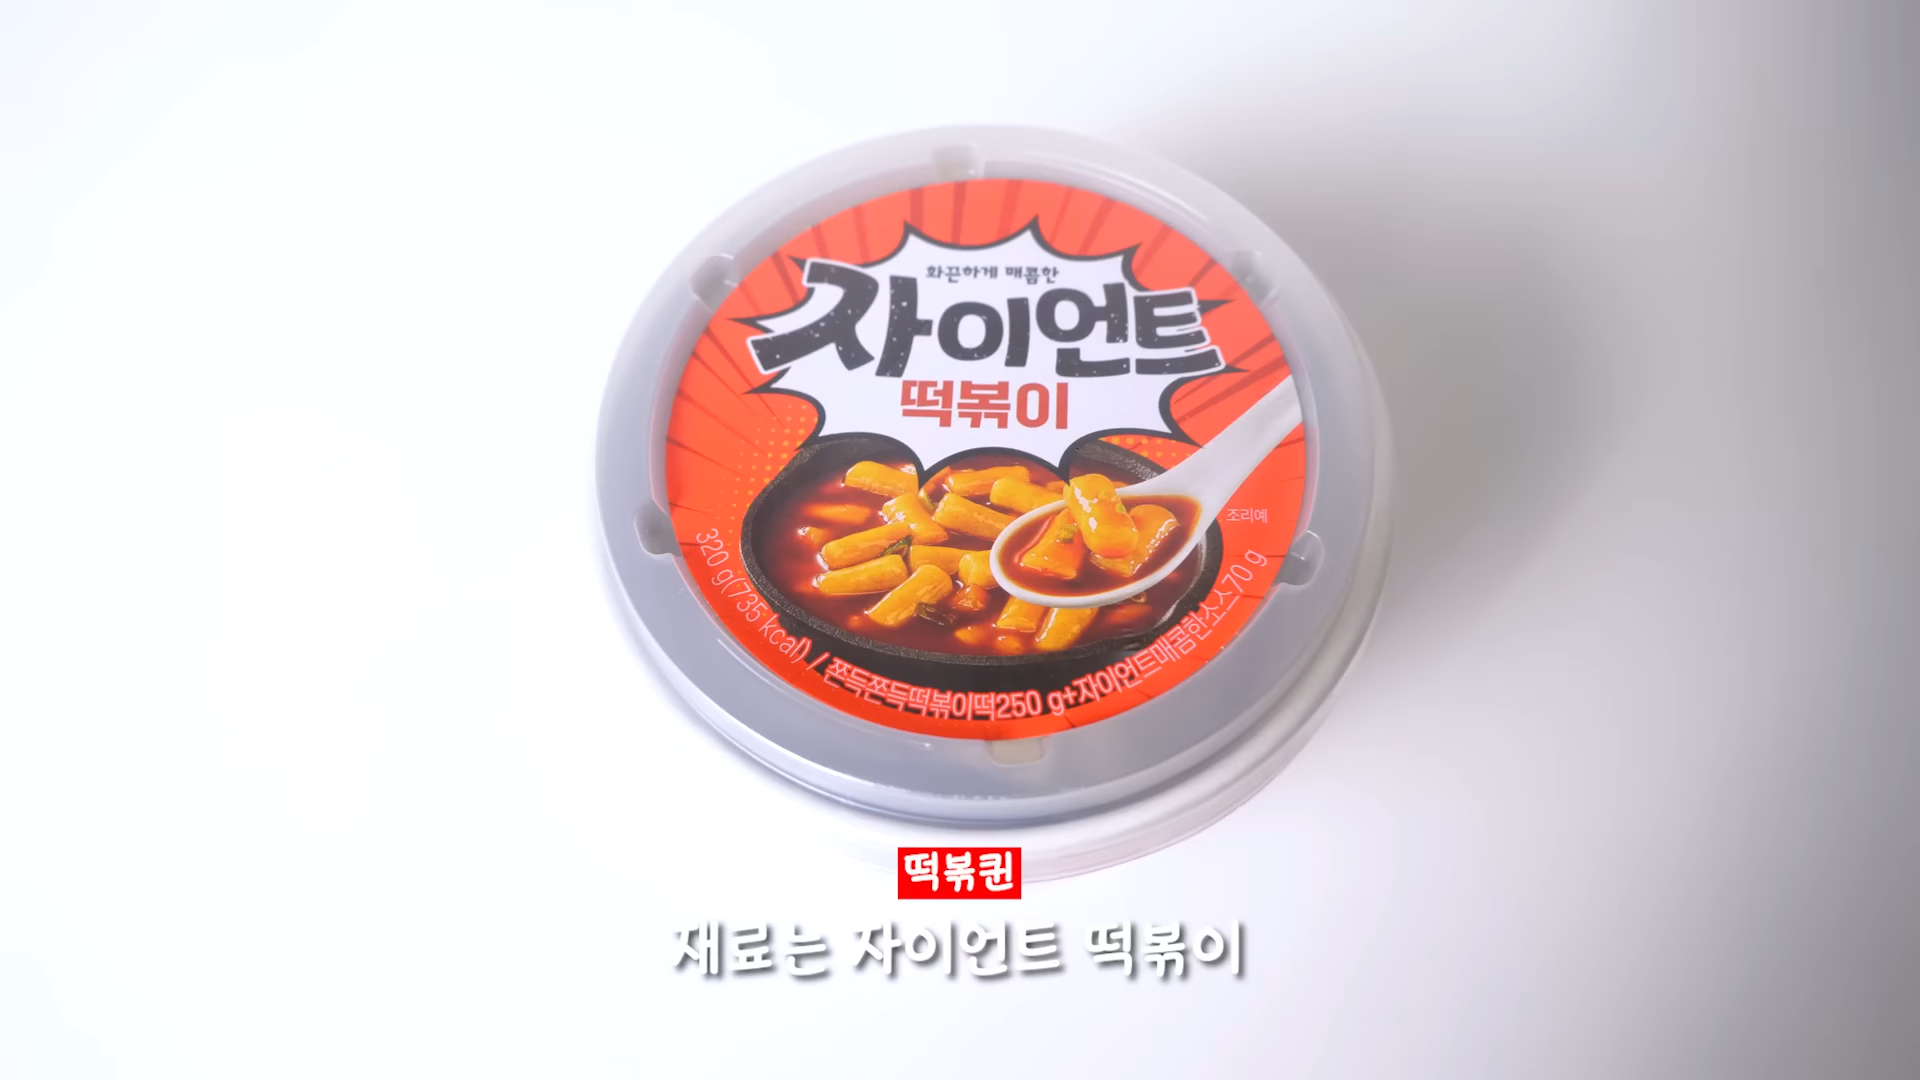 화끈하게 매콤한
자이언트
떡볶이
조리예
320 g(735 kcal) / 쫀득쫀득떡볶이떡250 g+자이언트매콤한소스70 g
떡볶퀸
재료는 자이언트 떡볶이